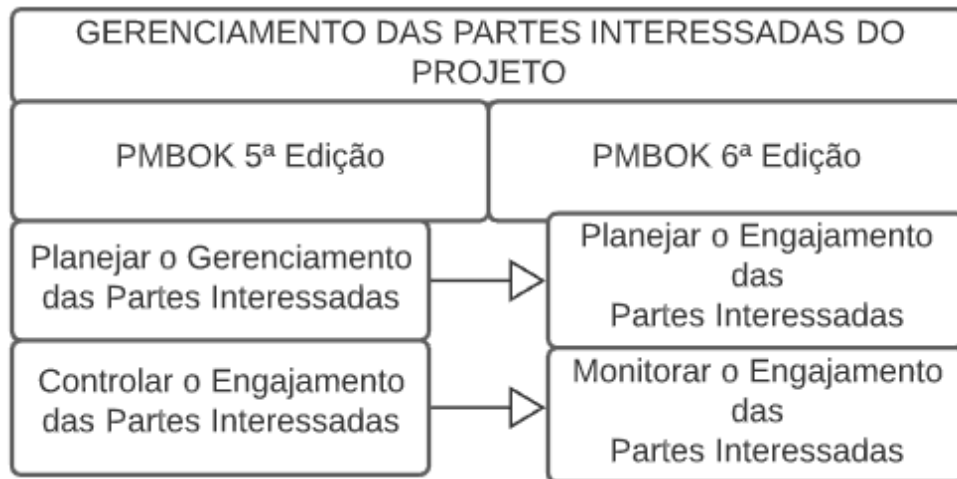 GERENCIAMENTO DAS PARTES INTERESSADAS DO
PROJETO
PMBOK 5ª Edição
PMBOK 6ª Edição
Planejar o Gerenciamento
das Partes Interessadas
Planejar o Engajamento
das
Partes Interessadas
Controlar o Engajamento
das Partes Interessadas
Monitorar o Engajamento
das
Partes Interessadas